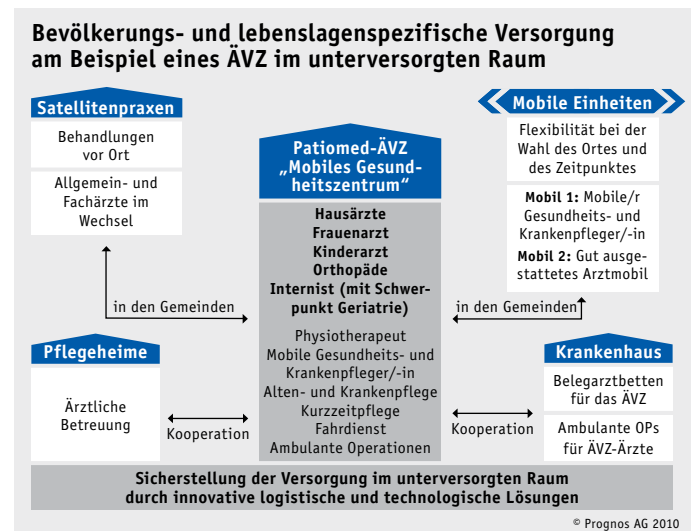 Bevölkerungs- und lebenslagenspezifische Versorgung
am Beispiel eines ÄVZ im unterversorgten Raum
Satellitenpraxen
Behandlungen
vor Ort
Allgemein- und
Fachärzte im
Wechsel
in den Gemeinden
Patiomed-ÄVZ
„Mobiles Gesund-
heitszentrum“
Hausärzte
Frauenarzt
Kinderarzt
Orthopäde
Internist (mit Schwer-
punkt Geriatrie)
Physiotherapeut
Mobile Gesundheits- und
Krankenpfleger/-in
Alten- und Krankenpflege
Kurzzeitpflege
Fahrdienst
Ambulante Operationen
Mobile Einheiten
Flexibilität bei der
Wahl des Ortes und
des Zeitpunktes
Mobil 1: Mobile/r
Gesundheits- und
Krankenpfleger/-in
Mobil 2: Gut ausge-
stattetes Arztmobil
in den Gemeinden
Pflegeheime
Ärztliche
Betreuung
Kooperation
Kooperation
Krankenhaus
Belegarztbetten
für das ÄVZ
Ambulante OPs
für ÄVZ-Ärzte
Sicherstellung der Versorgung im unterversorgten Raum
durch innovative logistische und technologische Lösungen
© Prognos AG 2010